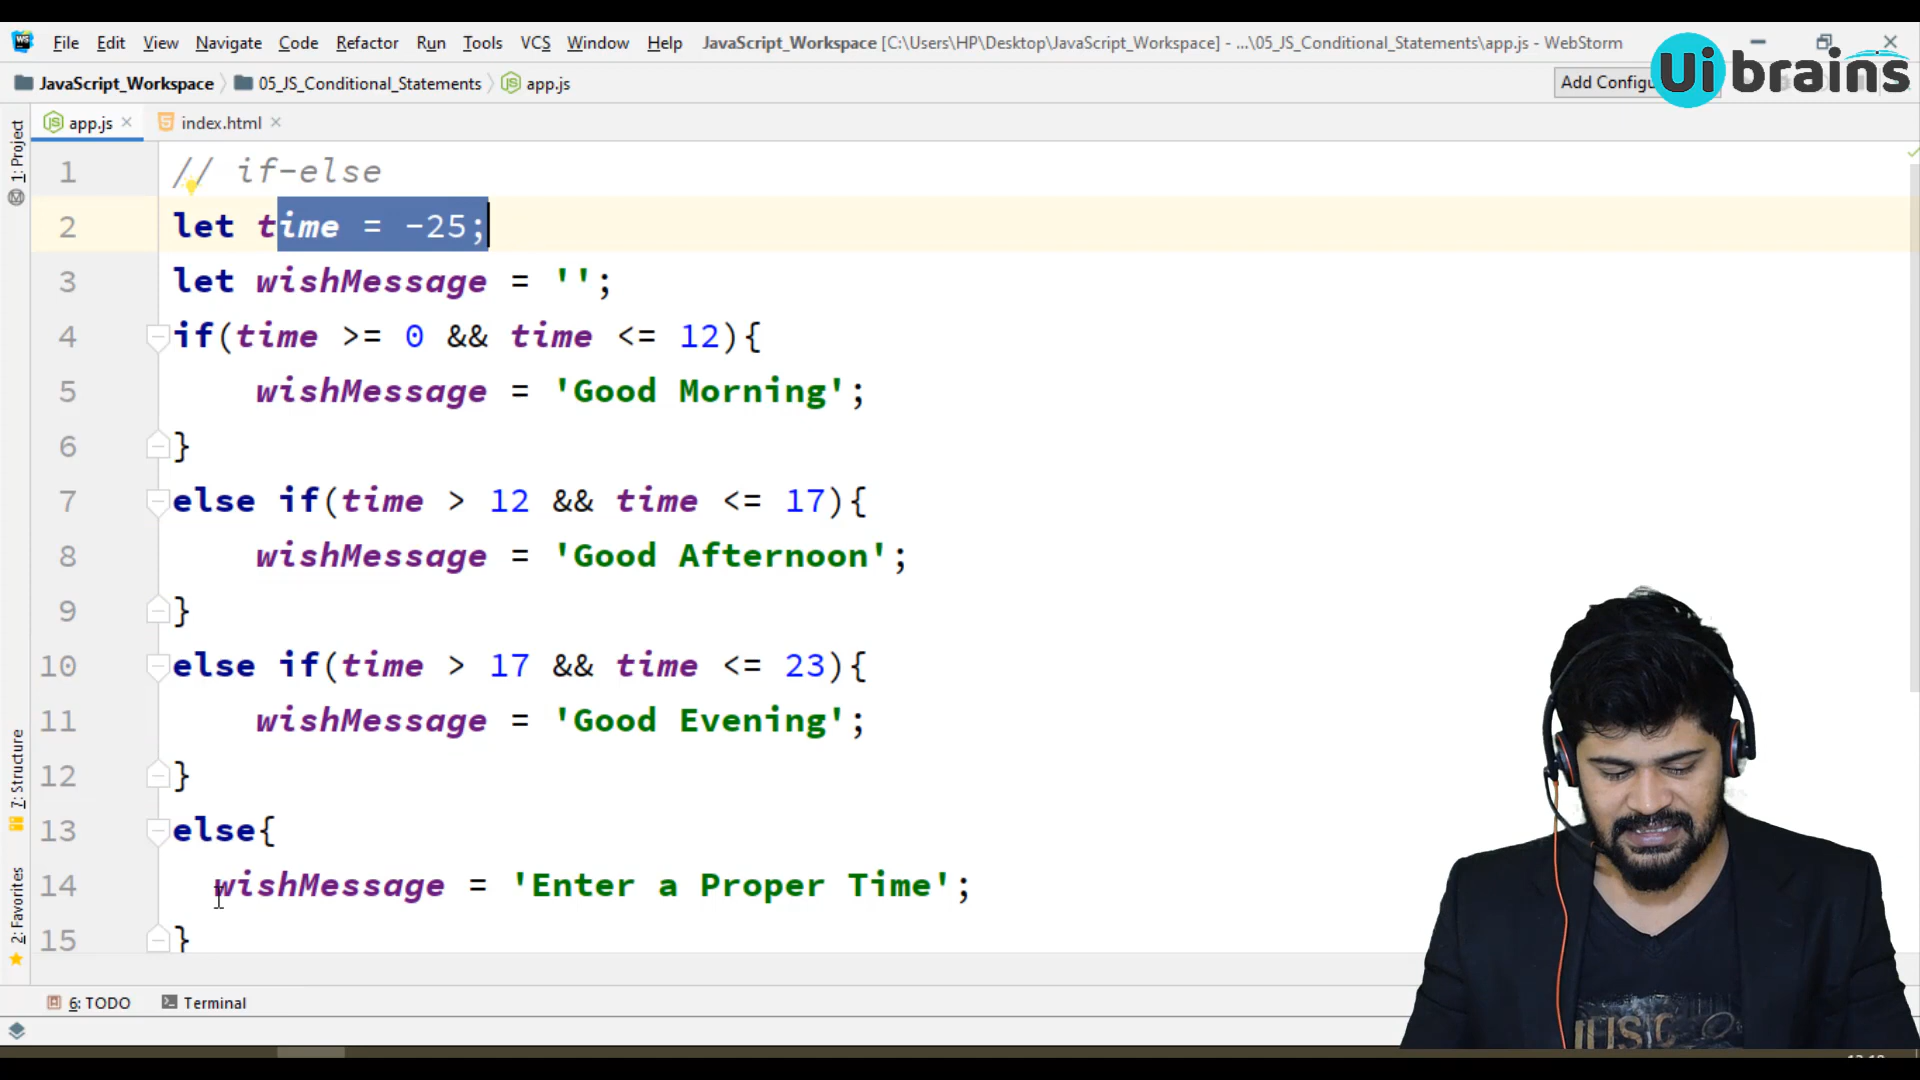 File Edit View Navigate Code Refactor Run Tools VCS Window Help JavaScript_Workspace [C:\Users\HP\Desktop\JavaScript_Workspace] - ...\05_JS_Conditional_Statements\app.js - WebStorm
JavaScript_Workspace 05_JS_Conditional_Statements app.js Add Configu
Ui brains
app.js index.html
1: Project
7: Structure
2: Favorites
1 // if-else
2 let time = -25;
3 let wishMessage = '';
4 if(time >= 0 && time <= 12){
5 wishMessage = 'Good Morning';
6 }
7 else if(time > 12 && time <= 17){
8 wishMessage = 'Good Afternoon';
9 }
10 else if(time > 17 && time <= 23){
11 wishMessage = 'Good Evening';
12 }
13 else{
14 wishMessage = 'Enter a Proper Time';
15 }
6: TODO Terminal